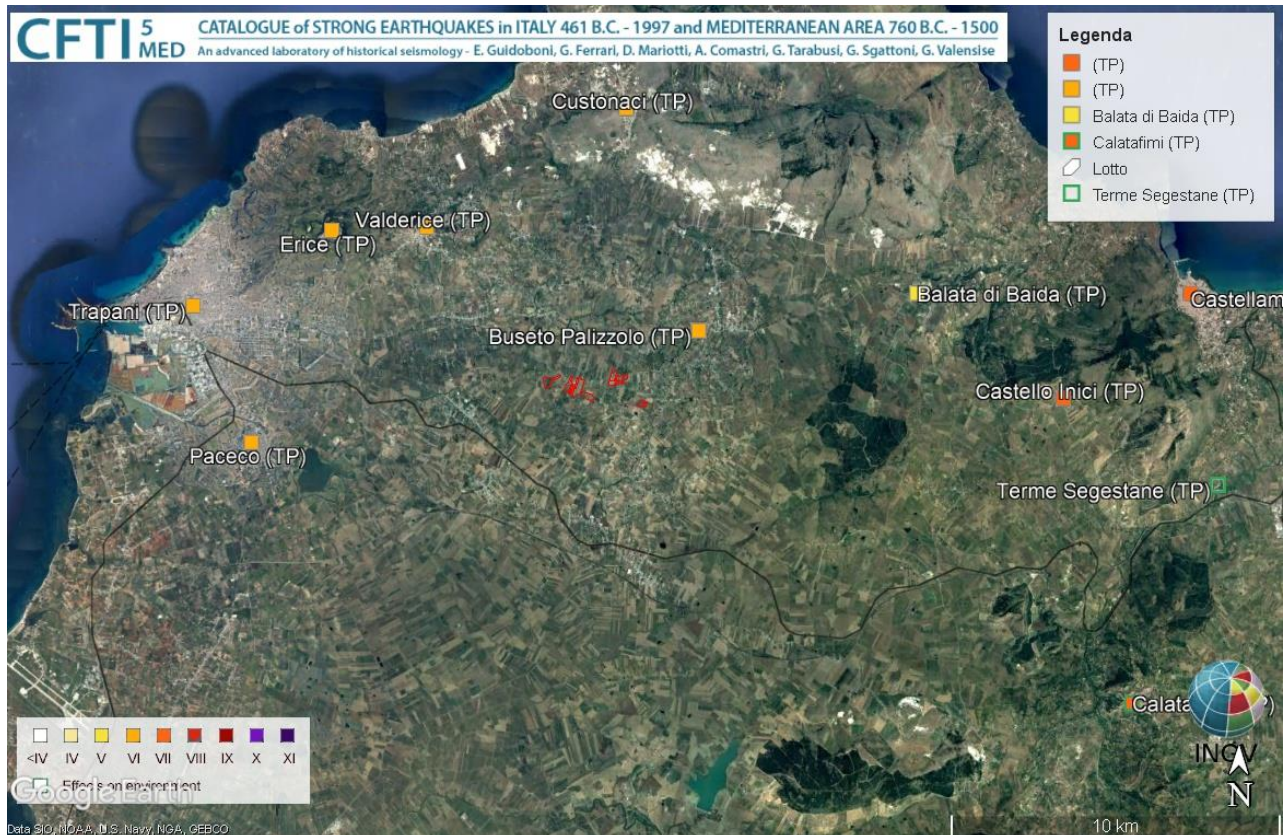 CFTI 5 MED
CATALOGUE of STRONG EARTHQUAKES in ITALY 461 B.C. - 1997 and MEDITERRANEAN AREA 760 B.C. - 1500
An advanced laboratory of historical seismology - E. Guidoboni, G. Ferrari, D. Mariotti, A. Comastri, G. Tarabusi, G. Sgattoni, G. Valensise
Legenda
(TP)
(TP)
Balata di Baida (TP)
Calatafimi (TP)
Lotto
Terme Segestane (TP)
Custonaci (TP)
Valderice (TP)
Erice (TP)
Balata di Baida (TP)
Castellam
Trapani (TP)
Buseto Palizzolo (TP)
Castello Inici (TP)
Paceco (TP)
Terme Segestane (TP)
Calata
INGV
N
<IV IV V VI VII VIII IX X XI
Effects on environment
Google Earth
Data SIO, NOAA, U.S. Navy, NGA, GEBCO
10 km